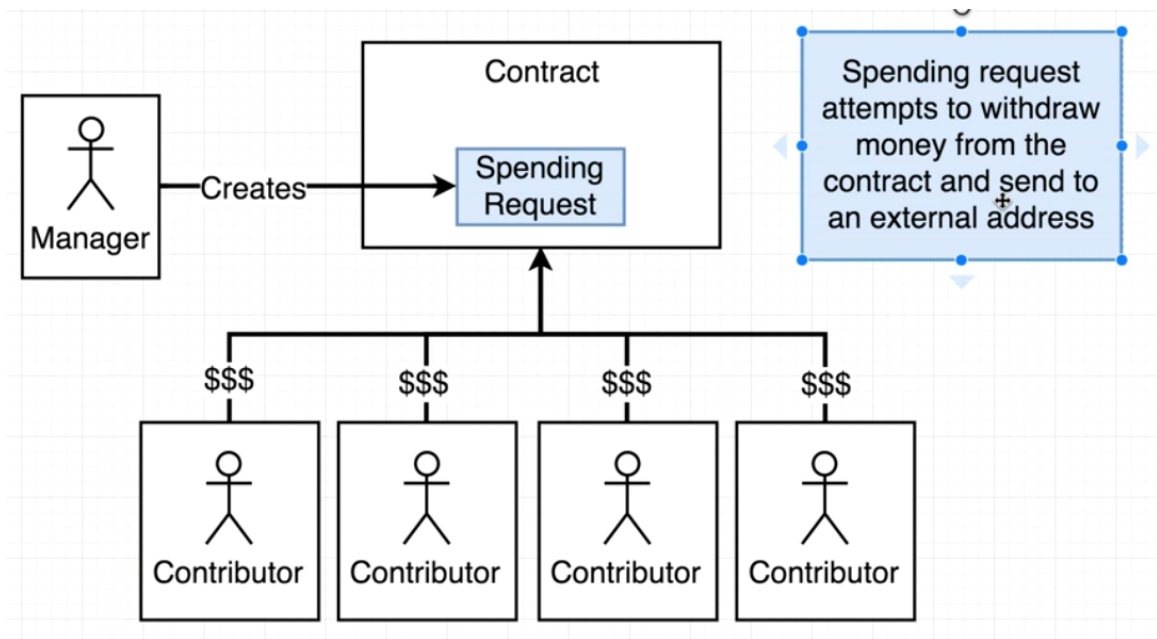 Contract
Spending request
attempts to withdraw
money from the
contract and send to
an external address
Spending
Request
Creates
Manager
$$$
$$$
$$$
$$$
Contributor
Contributor
Contributor
Contributor